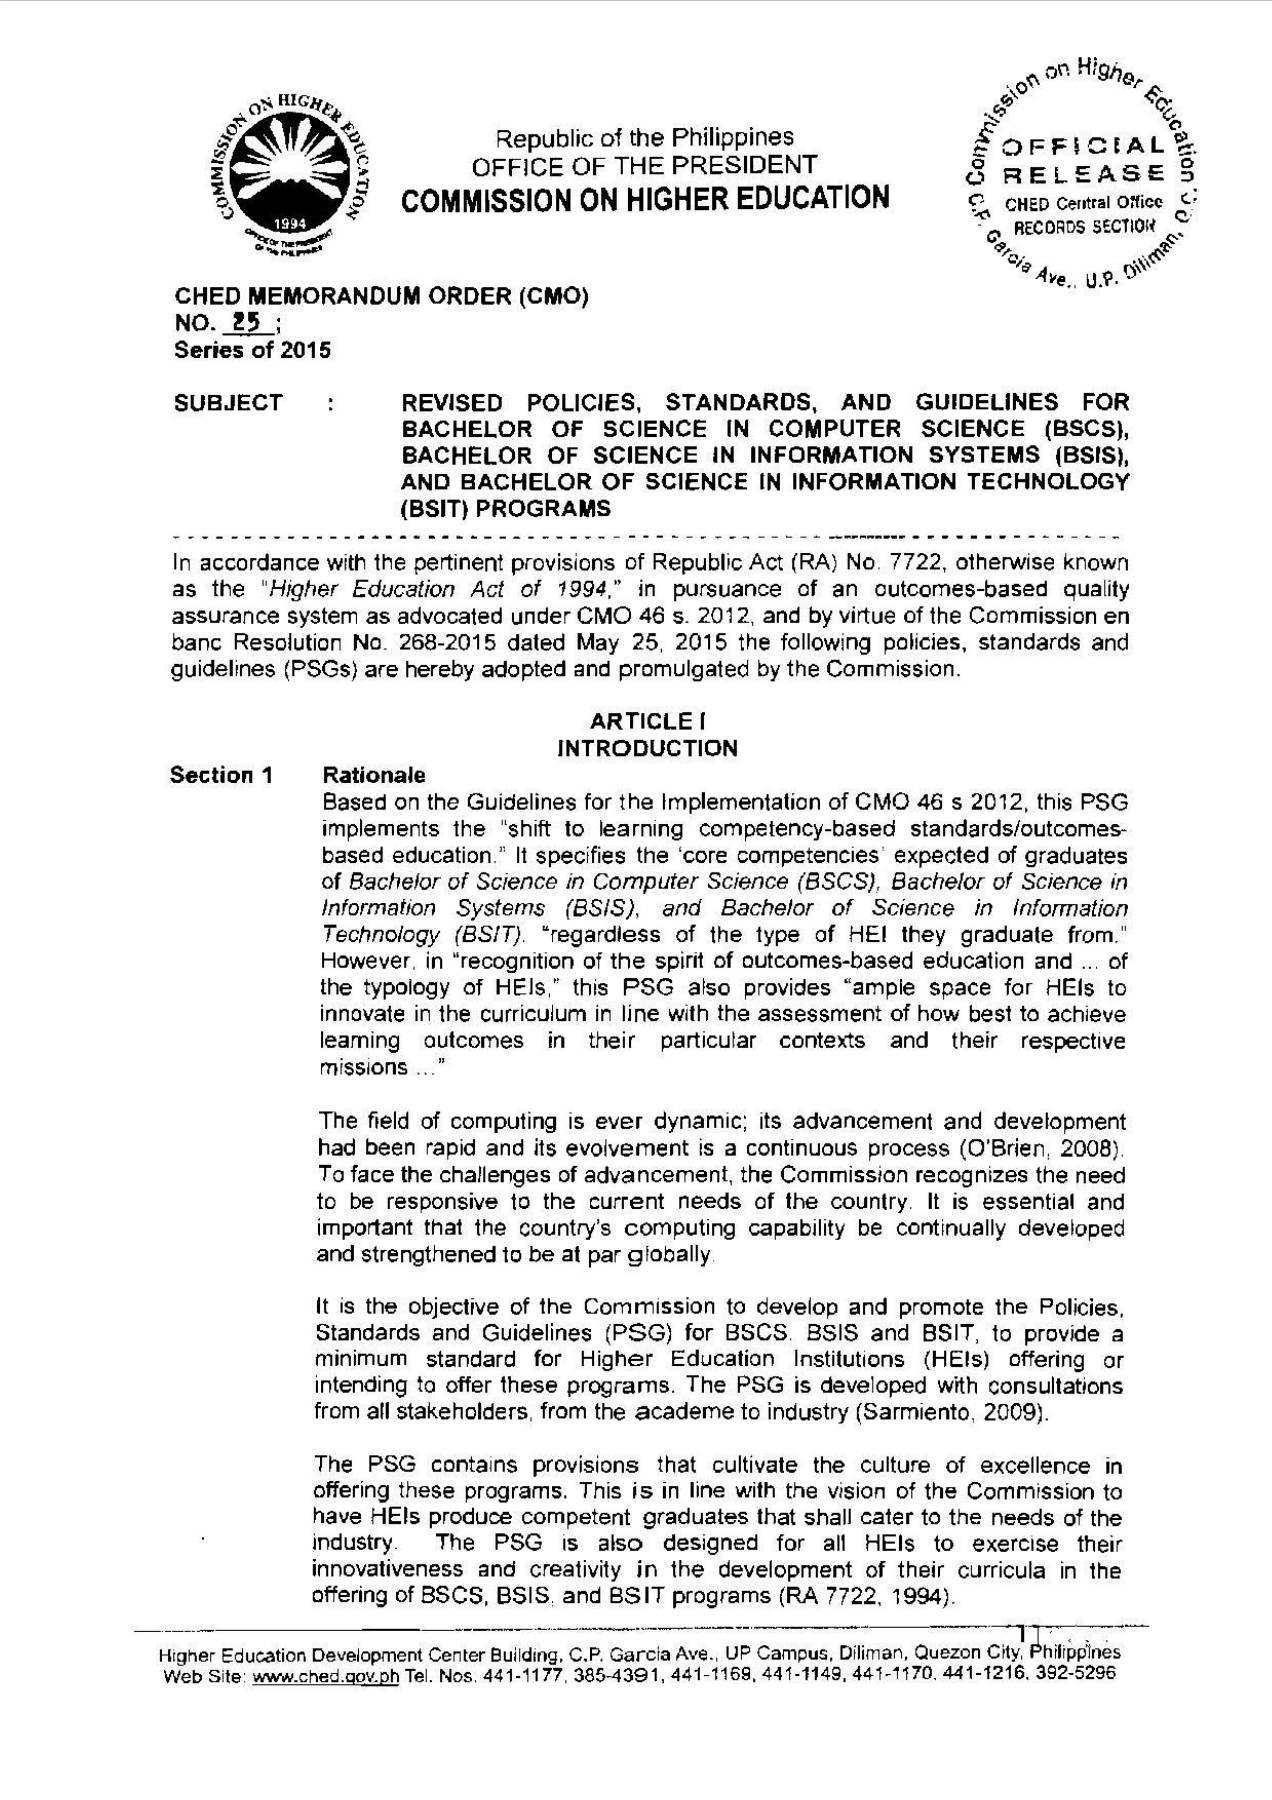 COMMISSION ON HIGHER EDUCATION
1994
OFFICE OF THE PRESIDENT
OF THE PHILIPPINES
Republic of the Philippines
OFFICE OF THE PRESIDENT
COMMISSION ON HIGHER EDUCATION
Commission on Higher Education
OFFICIAL
RELEASE
CHED Central Office
RECORDS SECTION
C.P. Garcia Ave., U.P. Diliman, Q.C.
CHED MEMORANDUM ORDER (CMO)
NO. 25 ;
Series of 2015
SUBJECT : REVISED POLICIES, STANDARDS, AND GUIDELINES FOR
BACHELOR OF SCIENCE IN COMPUTER SCIENCE (BSCS),
BACHELOR OF SCIENCE IN INFORMATION SYSTEMS (BSIS),
AND BACHELOR OF SCIENCE IN INFORMATION TECHNOLOGY
(BSIT) PROGRAMS
In accordance with the pertinent provisions of Republic Act (RA) No. 7722, otherwise known
as the "Higher Education Act of 1994," in pursuance of an outcomes-based quality
assurance system as advocated under CMO 46 s. 2012, and by virtue of the Commission en
banc Resolution No. 268-2015 dated May 25, 2015 the following policies, standards and
guidelines (PSGs) are hereby adopted and promulgated by the Commission.
ARTICLE I
INTRODUCTION
Section 1 Rationale
Based on the Guidelines for the Implementation of CMO 46 s 2012, this PSG
implements the "shift to learning competency-based standards/outcomes-
based education." It specifies the 'core competencies' expected of graduates
of Bachelor of Science in Computer Science (BSCS), Bachelor of Science in
Information Systems (BSIS), and Bachelor of Science in Information
Technology (BSIT). "regardless of the type of HEI they graduate from."
However, in "recognition of the spirit of outcomes-based education and ... of
the typology of HEIs," this PSG also provides "ample space for HEIs to
innovate in the curriculum in line with the assessment of how best to achieve
learning outcomes in their particular contexts and their respective
missions ..."
The field of computing is ever dynamic; its advancement and development
had been rapid and its evolvement is a continuous process (O'Brien, 2008).
To face the challenges of advancement, the Commission recognizes the need
to be responsive to the current needs of the country. It is essential and
important that the country's computing capability be continually developed
and strengthened to be at par globally.
It is the objective of the Commission to develop and promote the Policies,
Standards and Guidelines (PSG) for BSCS, BSIS and BSIT, to provide a
minimum standard for Higher Education Institutions (HEIs) offering or
intending to offer these programs. The PSG is developed with consultations
from all stakeholders, from the academe to industry (Sarmiento, 2009).
The PSG contains provisions that cultivate the culture of excellence in
offering these programs. This is in line with the vision of the Commission to
have HEIs produce competent graduates that shall cater to the needs of the
industry. The PSG is also designed for all HEIs to exercise their
innovativeness and creativity in the development of their curricula in the
offering of BSCS, BSIS, and BSIT programs (RA 7722, 1994).
Higher Education Development Center Building, C.P. Garcia Ave., UP Campus, Diliman, Quezon City, Philippines
Web Site: www.ched.gov.ph Tel. Nos. 441-1177, 385-4391, 441-1169, 441-1149, 441-1170, 441-1216, 392-5296